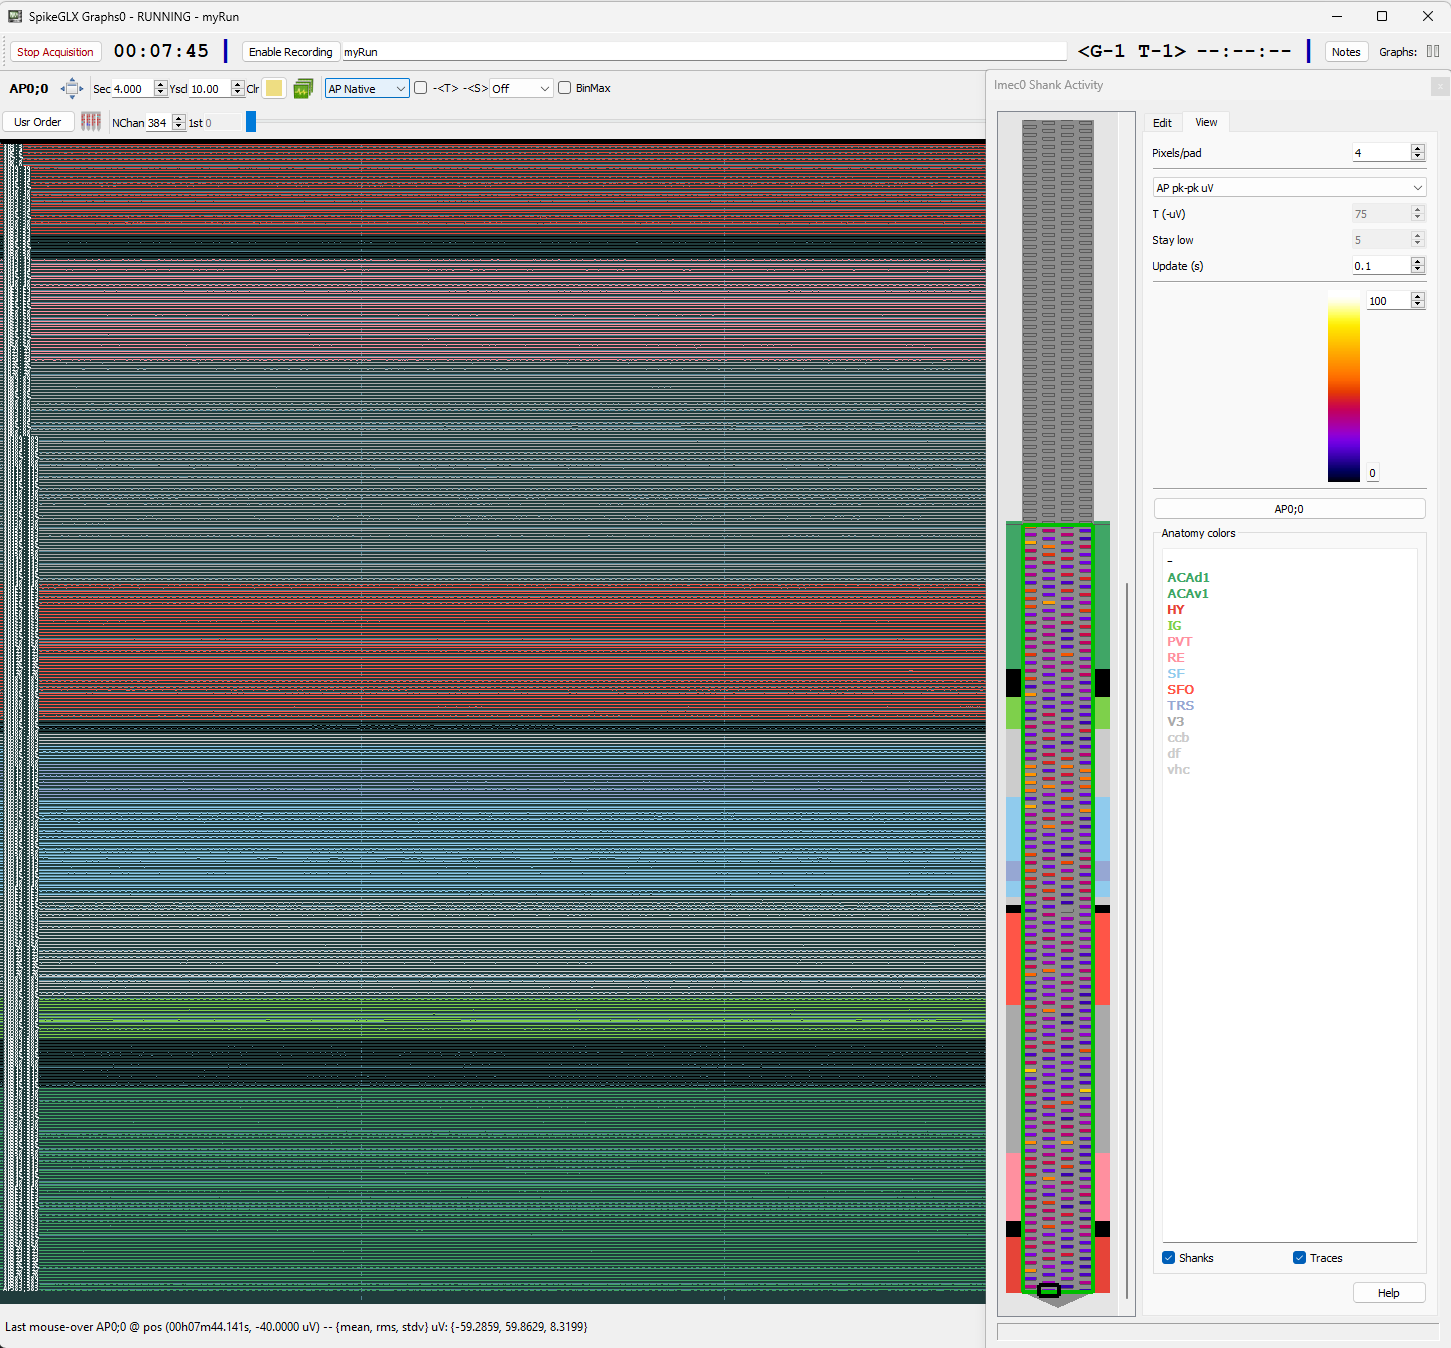 SpikeGLX Graphs0 - RUNNING - myRun
Stop Acquisition 00:07:45 Enable Recording myRun <G-1 T-1> --:--:-- Notes Graphs:
AP0;0 Sec 4.000 Yscl 10.00 Clr AP Native -<T> -<S> Off BinMax
Usr Order NChan 384 1st 0
Imec0 Shank Activity
x
Edit View
Pixels/pad 4
AP pk-pk uV
T (-uV) 75
Stay low 5
Update (s) 0.1
100
0
AP0;0
Anatomy colors
-
ACAd1
ACAv1
HY
IG
PVT
RE
SF
SFO
TRS
V3
ccb
df
vhc
Shanks Traces
Help
Last mouse-over AP0;0 @ pos (00h07m44.141s, -40.0000 uV) -- {mean, rms, stdv} uV: {-59.2859, 59.8629, 8.3199}